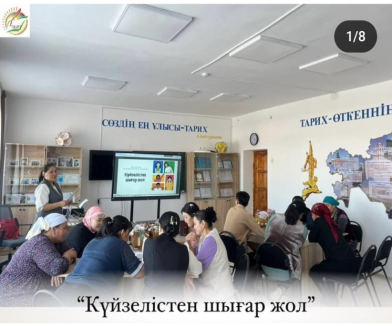 1/8
СӨЗДІҢ ЕҢ ҰЛЫСЫ-ТАРИХ
ТАРИХ-ӨТКЕННІҢ
Күйзелістен
шығар жол
“Күйзелістен шығар жол”